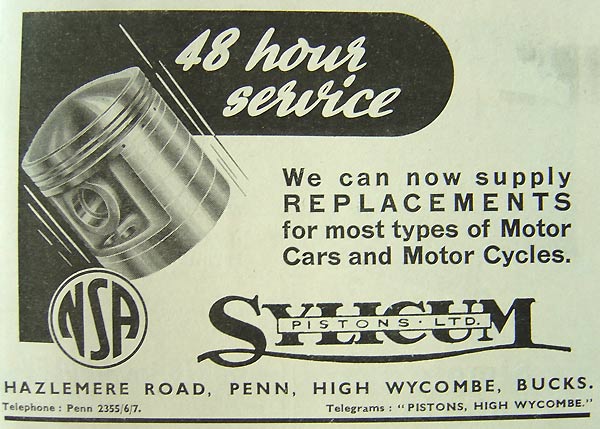 48 hour
service
We can now supply
REPLACEMENTS
for most types of Motor
Cars and Motor Cycles.
NSA
SYLICUM
PISTONS · LTD.
HAZLEMERE ROAD, PENN, HIGH WYCOMBE, BUCKS.
Telephone : Penn 2355/6/7.
Telegrams : "PISTONS, HIGH WYCOMBE."